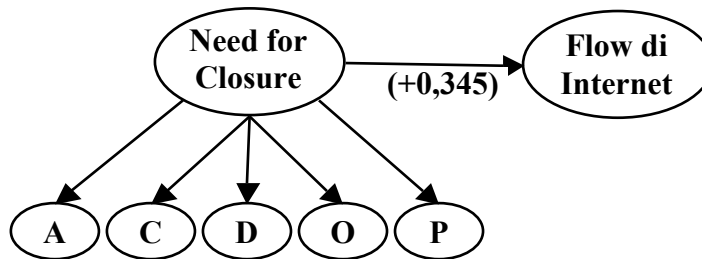 Need for
Closure
Flow di
Internet
(+0,345)
A
C
D
O
P